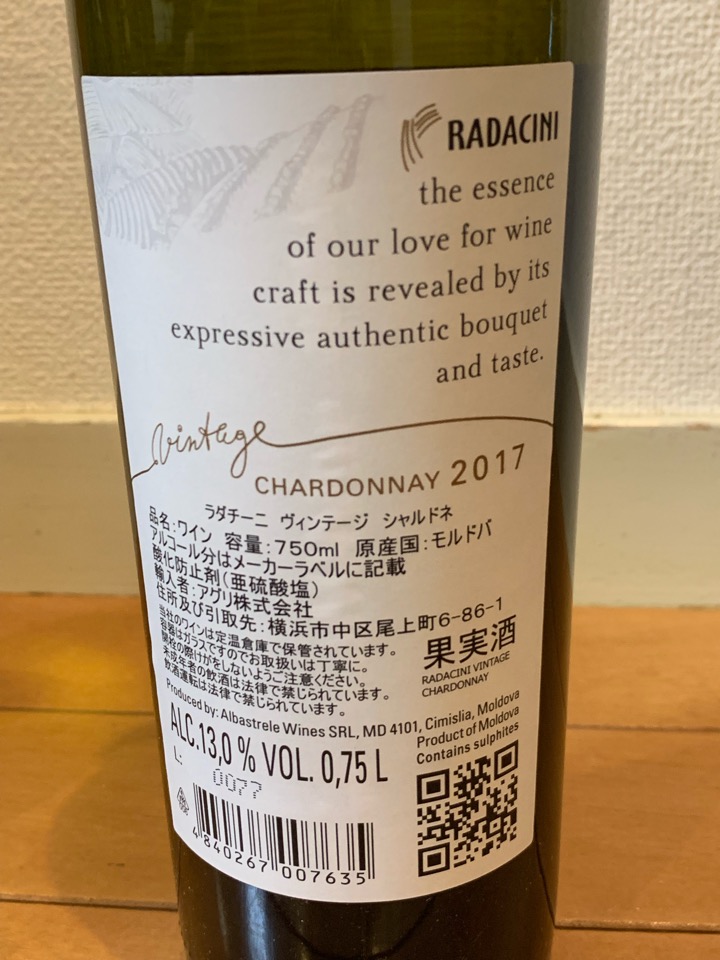 RADACINI
the essence
of our love for wine
craft is revealed by its
expressive authentic bouquet
and taste.
vintage
CHARDONNAY 2017
ラダチーニ ヴィンテージ シャルドネ
品名:ワイン 容量:750ml 原産国:モルドバ
アルコール分はメーカーラベルに記載
酸化防止剤(亜硫酸塩)
輸入者:アグリ株式会社
住所及び引取先:横浜市中区尾上町6-86-1
当社のワインは定温倉庫で保管されています。
容器はガラスですのでお取扱いは丁寧に。
開栓の際けがをしないようご注意ください。
未成年者の飲酒は法律で禁じられています。
飲酒運転は法律で禁じられています。
果実酒
RADACINI VINTAGE
CHARDONNAY
Produced by: Albastrele Wines SRL, MD 4101, Cimislia, Moldova
Product of Moldova
Contains sulphites
ALC.13,0 % VOL. 0,75 L
L: 0077
4 840267 007635